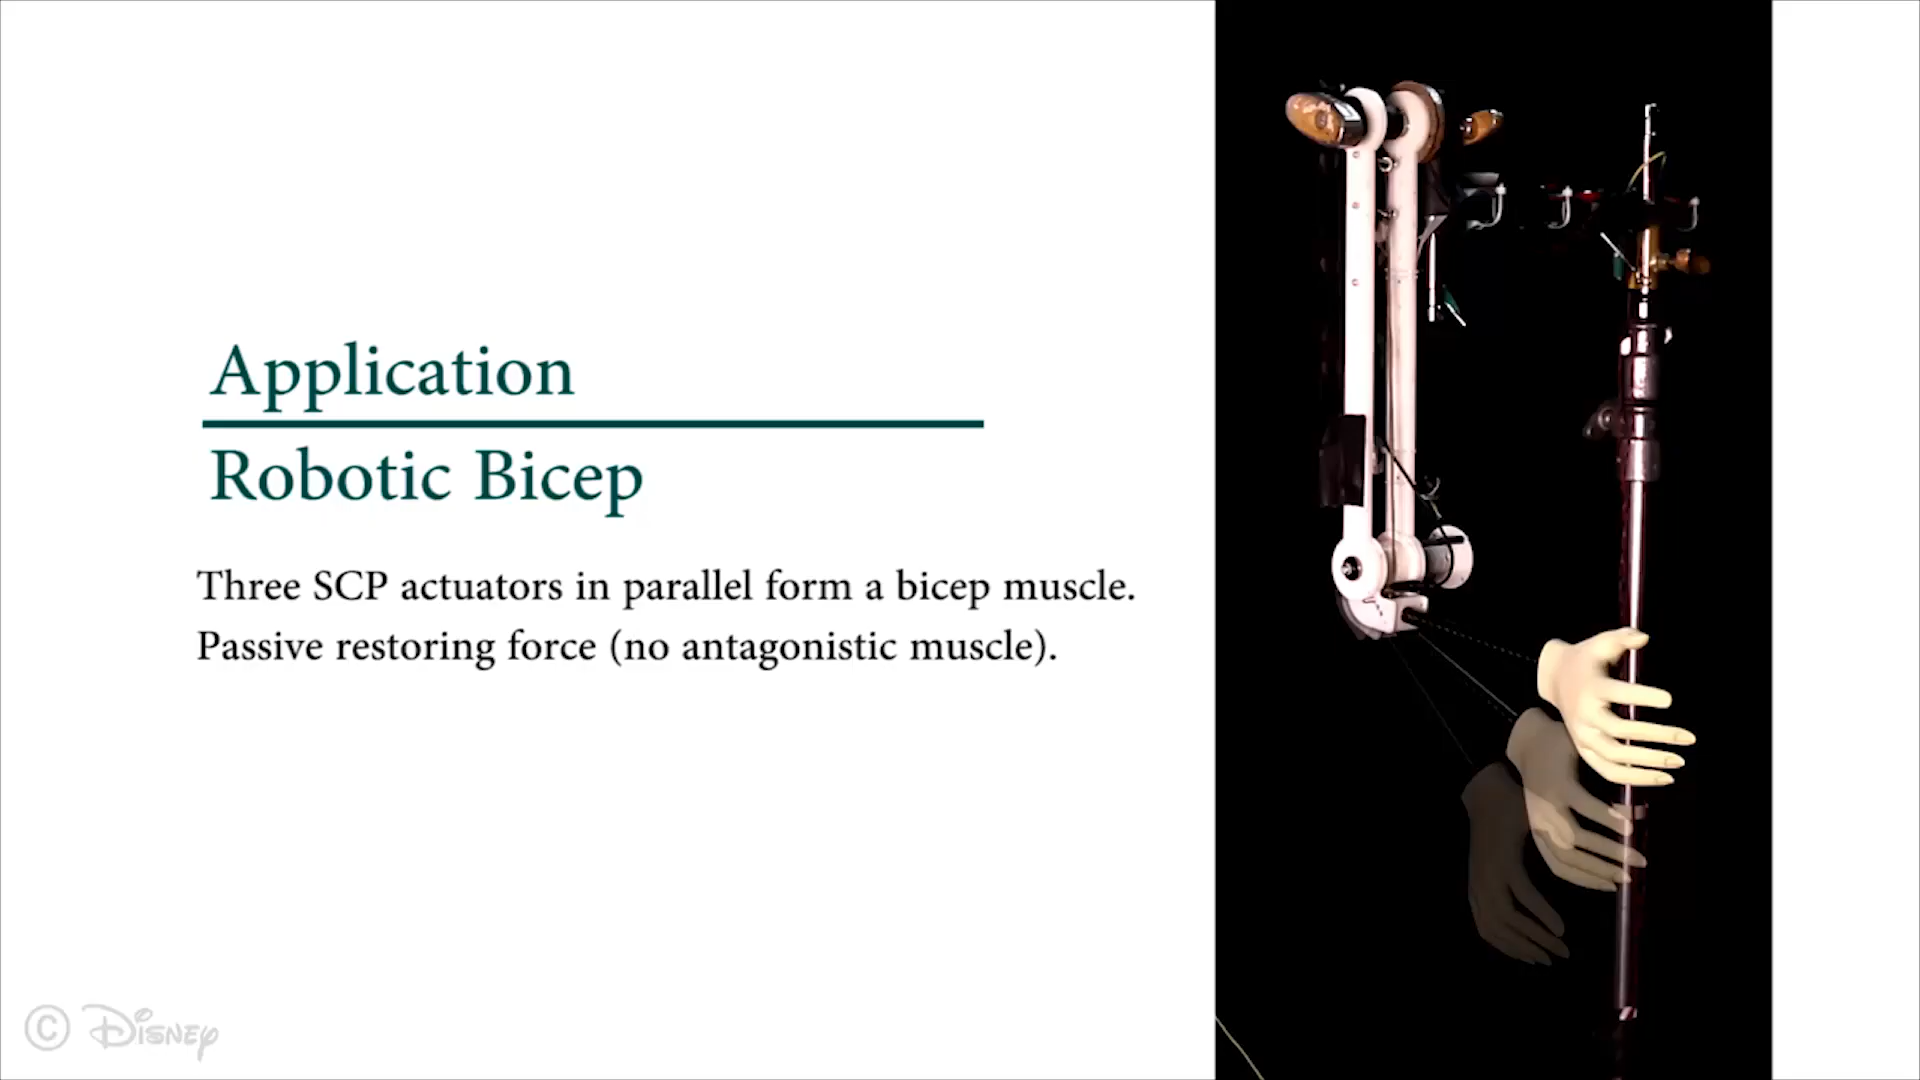 Application
Robotic Bicep
Three SCP actuators in parallel form a bicep muscle.
Passive restoring force (no antagonistic muscle).
© Disney